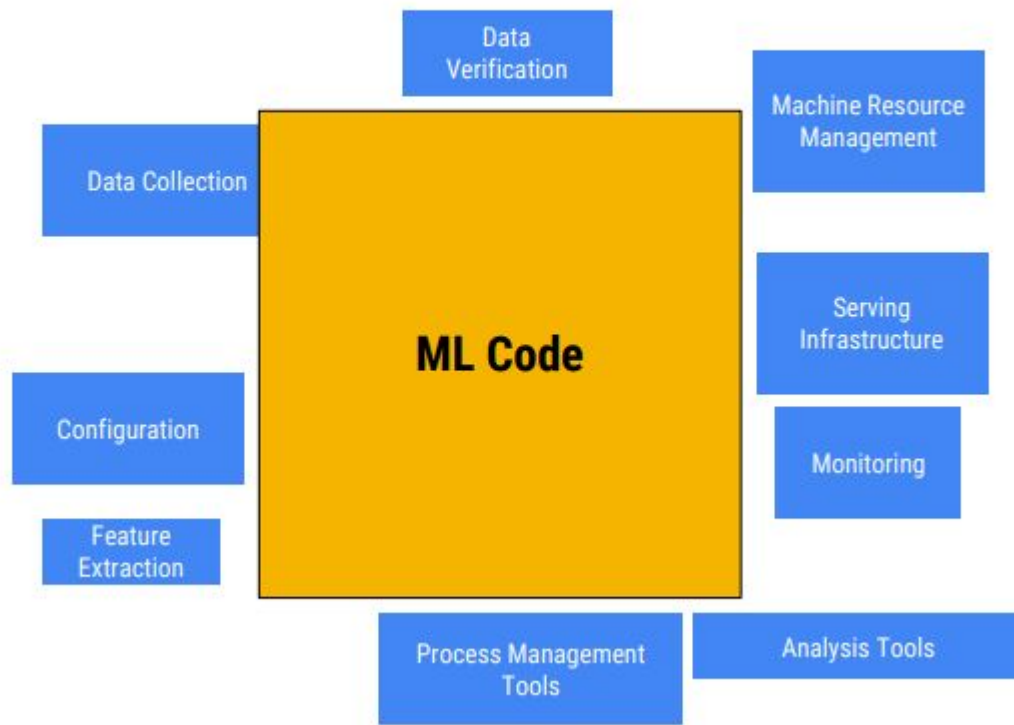 Data
Verification
Machine Resource
Management
Data Collection
Serving
Infrastructure
ML Code
Configuration
Monitoring
Feature
Extraction
Process Management
Tools
Analysis Tools